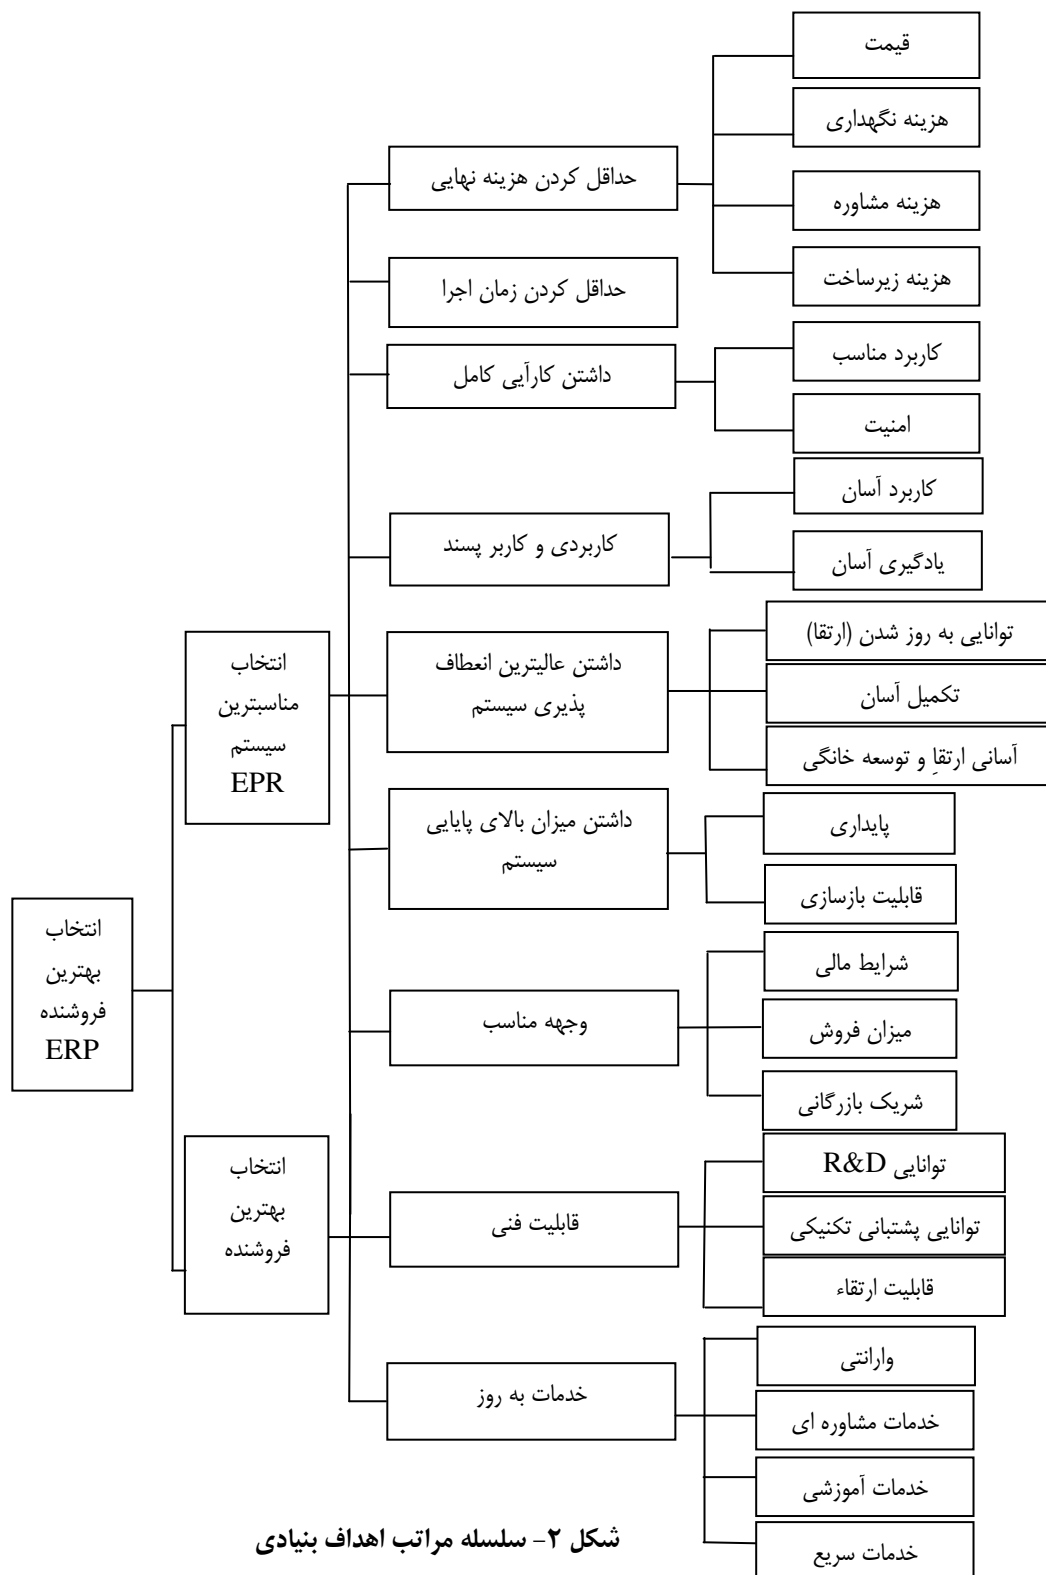 انتخاب
بهترین
فروشنده
ERP
انتخاب
مناسبترین
سیستم
EPR
انتخاب
بهترین
فروشنده
حداقل کردن هزینه نهایی
حداقل کردن زمان اجرا
داشتن کارآیی کامل
کاربردی و کاربر پسند
داشتن عالیترین انعطاف
پذیری سیستم
داشتن میزان بالای پایایی
سیستم
وجهه مناسب
قابلیت فنی
خدمات به روز
قیمت
هزینه نگهداری
هزینه مشاوره
هزینه زیرساخت
کاربرد مناسب
امنیت
کاربرد آسان
یادگیری آسان
توانایی به روز شدن (ارتقا)
تکمیل آسان
آسانی ارتقاِ و توسعه خانگی
پایداری
قابلیت بازسازی
شرایط مالی
میزان فروش
شریک بازرگانی
توانایی R&D
توانایی پشتبانی تکنیکی
قابلیت ارتقاء
وارانتی
خدمات مشاوره ای
خدمات آموزشی
خدمات سریع
شکل ۲- سلسله مراتب اهداف بنیادی